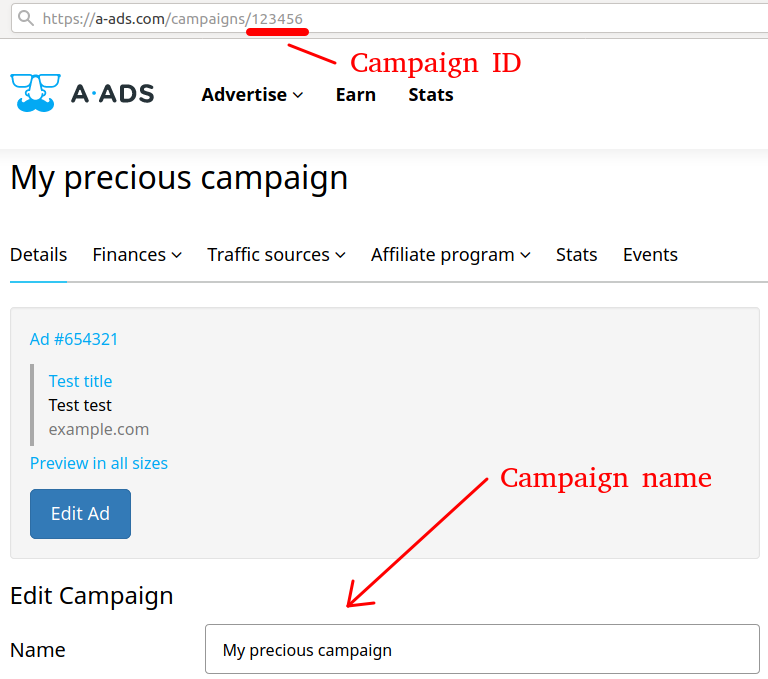 https://a-ads.com/campaigns/123456
Campaign ID
A·ADS
Advertise Earn Stats
My precious campaign
Details Finances Traffic sources Affiliate program Stats Events
Ad #654321
Test title
Test test
example.com
Preview in all sizes
Campaign name
Edit Ad
Edit Campaign
Name My precious campaign